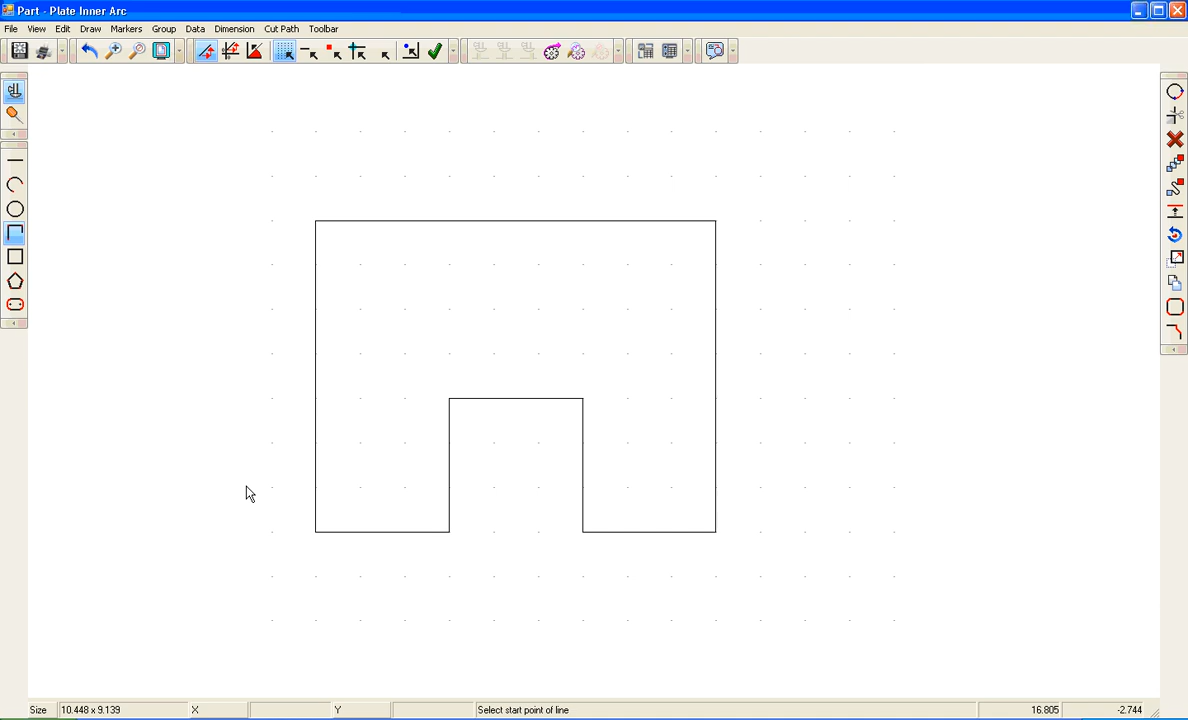 Part - Plate Inner Arc
File View Edit Draw Markers Group Data Dimension Cut Path Toolbar
Size 10.448 x 9.139 X Y Select start point of line 16.805 -2.744